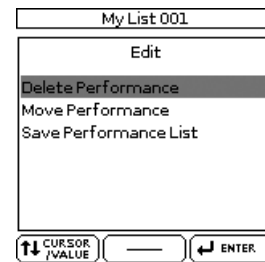 My List 001
Edit
Delete Performance
Move Performance
Save Performance List
CURSOR
/VALUE
ENTER